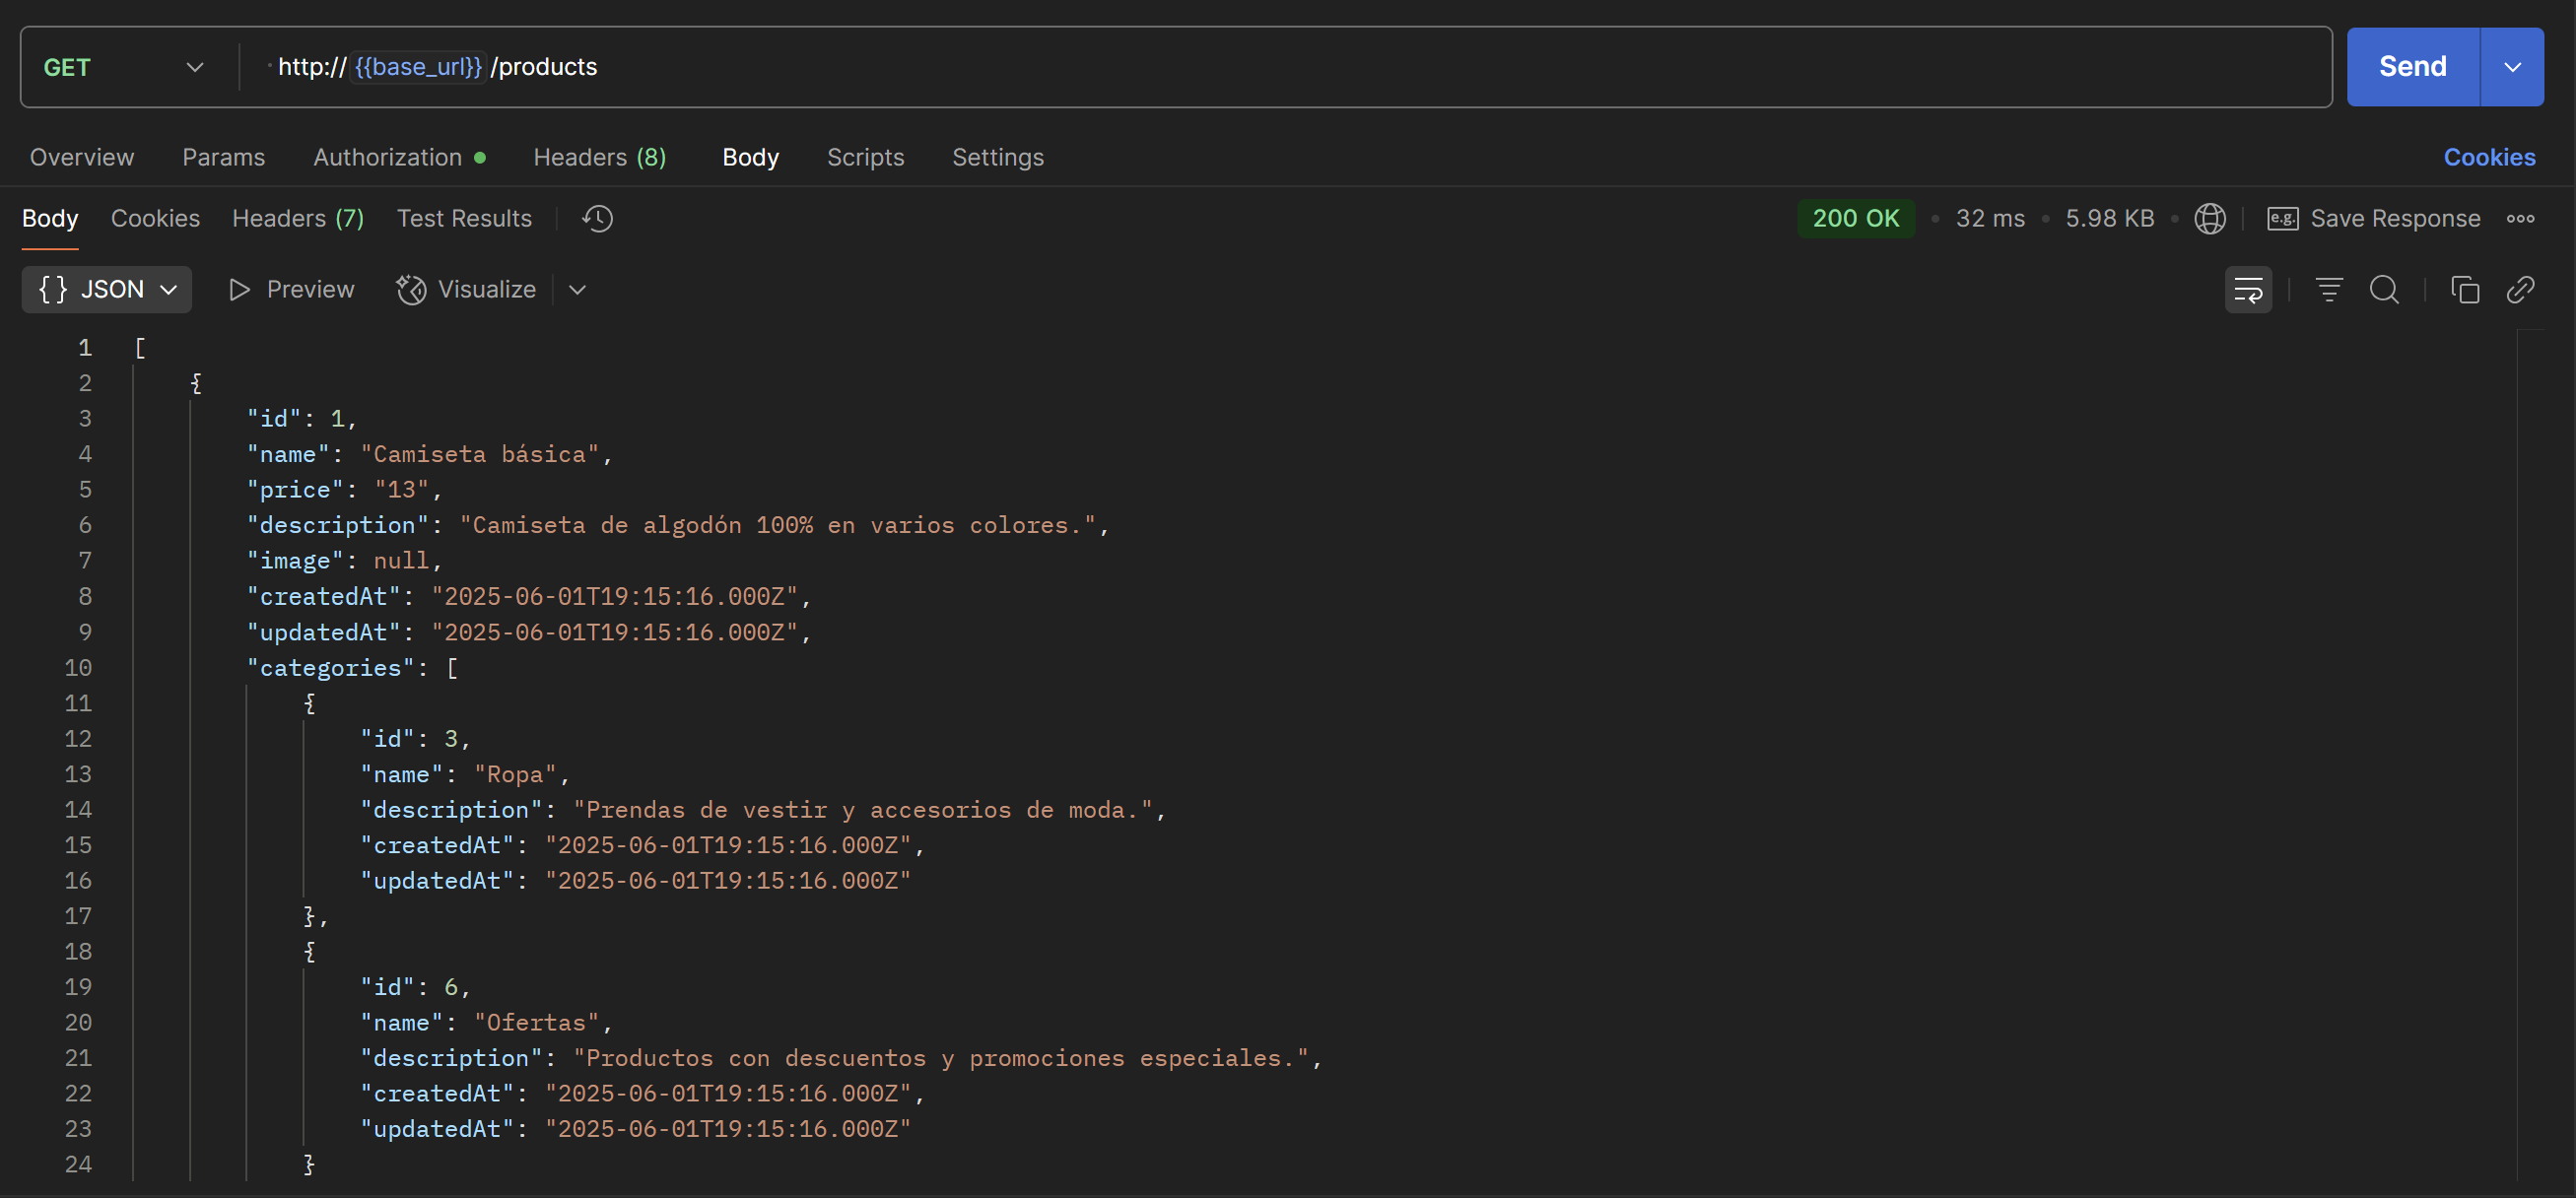 GET http://{{base_url}}/products Send
Overview Params Authorization Headers (8) Body Scripts Settings Cookies
Body Cookies Headers (7) Test Results 200 OK 32 ms 5.98 KB e.g. Save Response
{} JSON Preview Visualize
1 [
2 {
3 "id": 1,
4 "name": "Camiseta básica",
5 "price": "13",
6 "description": "Camiseta de algodón 100% en varios colores.",
7 "image": null,
8 "createdAt": "2025-06-01T19:15:16.000Z",
9 "updatedAt": "2025-06-01T19:15:16.000Z",
10 "categories": [
11 {
12 "id": 3,
13 "name": "Ropa",
14 "description": "Prendas de vestir y accesorios de moda.",
15 "createdAt": "2025-06-01T19:15:16.000Z",
16 "updatedAt": "2025-06-01T19:15:16.000Z"
17 },
18 {
19 "id": 6,
20 "name": "Ofertas",
21 "description": "Productos con descuentos y promociones especiales.",
22 "createdAt": "2025-06-01T19:15:16.000Z",
23 "updatedAt": "2025-06-01T19:15:16.000Z"
24 }